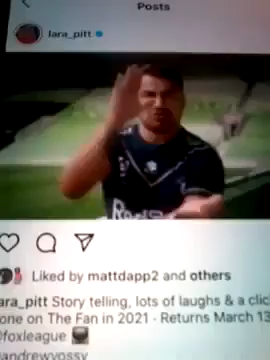 Posts
lara_pitt
Liked by mattdapp2 and others
ara_pitt Story telling, lots of laughs & a clic
one on The Fan in 2021 - Returns March 13
foxleague
andrewvossy